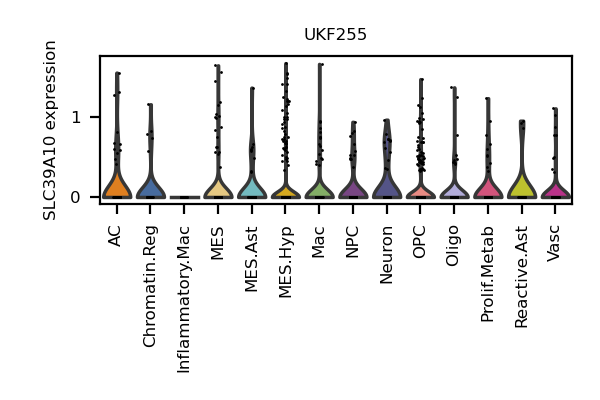 UKF255
SLC39A10 expression
1
0
AC
Chromatin.Reg
Inflammatory.Mac
MES
MES.Ast
MES.Hyp
Mac
NPC
Neuron
OPC
Oligo
Prolif.Metab
Reactive.Ast
Vasc